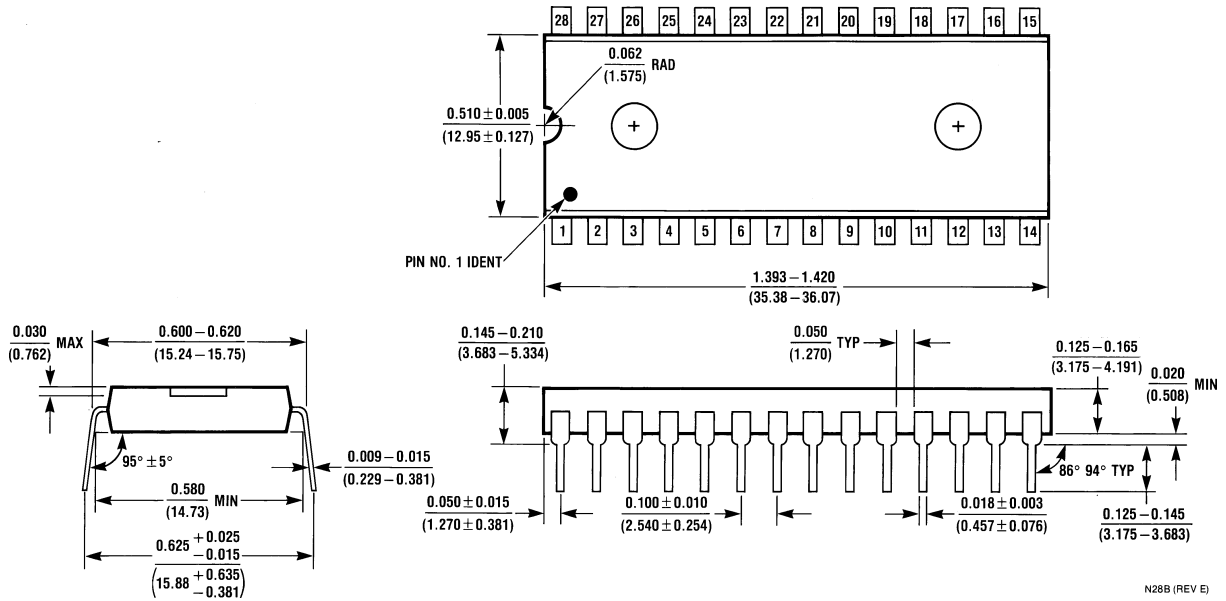 28 27 26 25 24 23 22 21 20 19 18 17 16 15
0.062
(1.575)
RAD
0.510 ± 0.005
(12.95 ± 0.127)
1 2 3 4 5 6 7 8 9 10 11 12 13 14
PIN NO. 1 IDENT
1.393 – 1.420
(35.38 – 36.07)
0.030
(0.762)
MAX
0.600 – 0.620
(15.24 – 15.75)
95° ± 5°
0.580
(14.73)
MIN
0.009 – 0.015
(0.229 – 0.381)
0.625 + 0.025
– 0.015
(15.88 + 0.635
– 0.381)
0.145 – 0.210
(3.683 – 5.334)
0.050
(1.270)
TYP
0.125 – 0.165
(3.175 – 4.191)
0.020
(0.508)
MIN
86° 94° TYP
0.050 ± 0.015
(1.270 ± 0.381)
0.100 ± 0.010
(2.540 ± 0.254)
0.018 ± 0.003
(0.457 ± 0.076)
0.125 – 0.145
(3.175 – 3.683)
N28B (REV E)